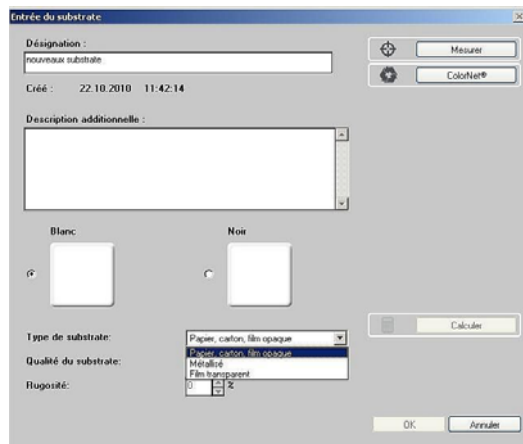 Entrée du substrate
Désignation :
nouveaux substrate
Mesurer
ColorNet®
Créé : 22.10.2010 11:42:14
Description additionnelle :
Blanc
Noir
Type de substrate:
Papier, carton, film opaque
Calculer
Papier, carton, film opaque
Qualité du substrate:
Métallisé
Film transparent
Rugosité:
0 %
OK
Annuler